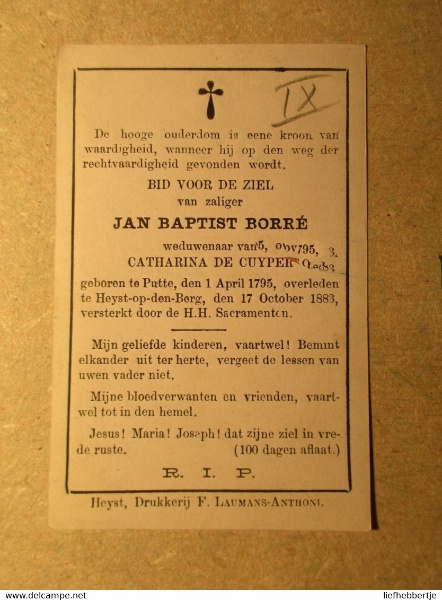 IX
De hooge ouderdom is eene kroon van
waardigheid, wanneer hij op den weg der
rechtvaardigheid gevonden wordt.
BID VOOR DE ZIEL
van zaliger
JAN BAPTIST BORRÉ
weduwenaar van
CATHARINA DE CUYPER
geboren te Putte, den 1 April 1795, overleden
te Heyst-op-den-Berg, den 17 October 1883,
versterkt door de H.H. Sacramenten.
Mijn geliefde kinderen, vaartwel! Bemint
elkander uit ter herte, vergeet de lessen van
uwen vader niet.
Mijne bloedverwanten en vrienden, vaart-
wel tot in den hemel.
Jesus! Maria! Joseph! dat zijne ziel in vre-
de ruste. (100 dagen aflaat.)
R. I. P.
Heyst, Drukkerij F. LAUMANS-ANTHONI.
www.delcampe.net
liefhebbertje